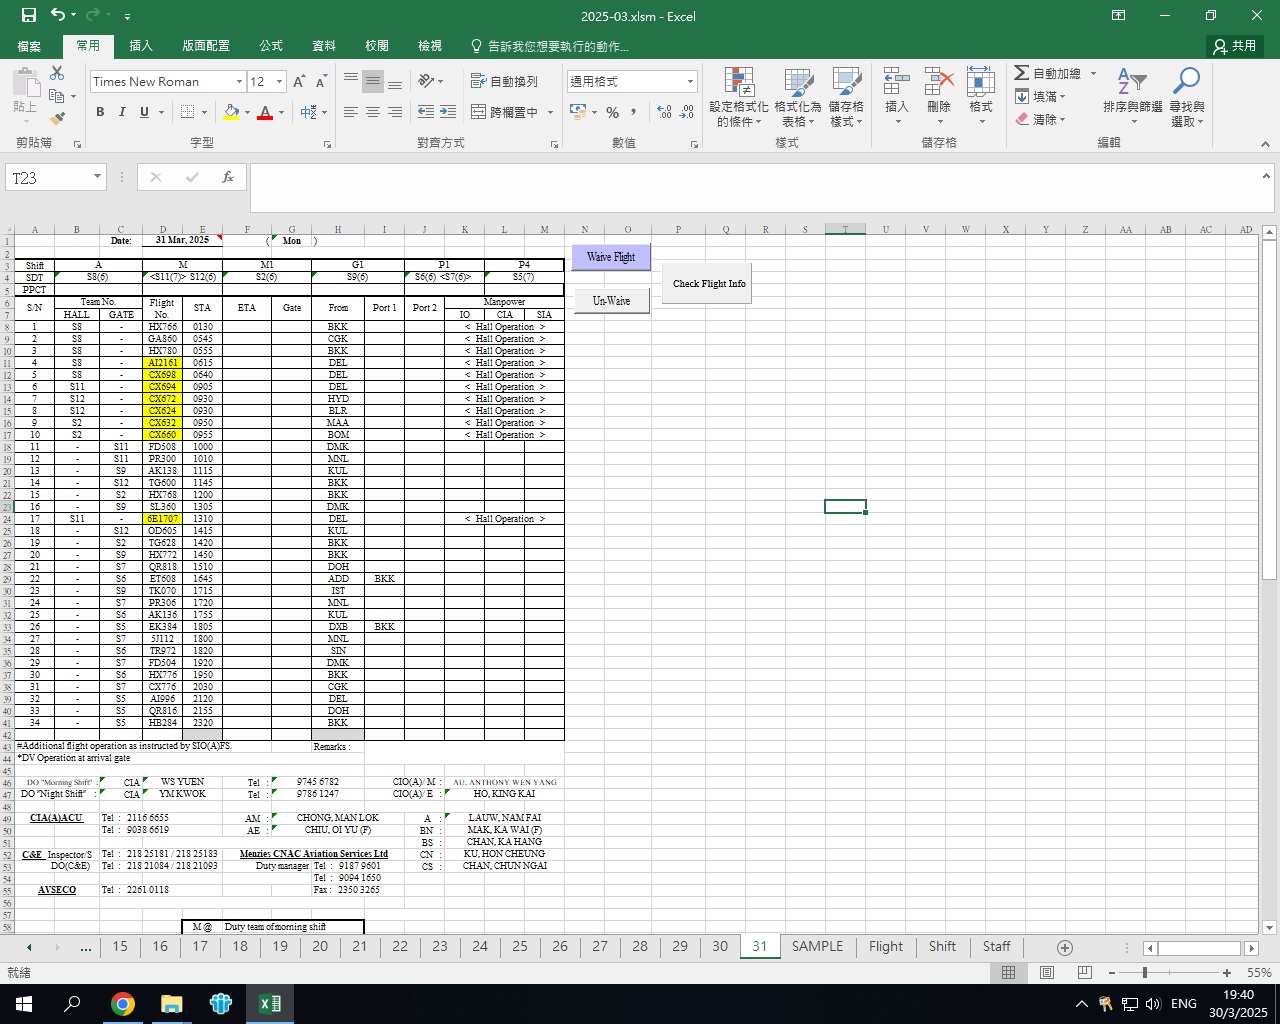 2025-03.xlsm - Excel
檔案 常用 插入 版面配置 公式 資料 校閱 檢視 告訴我您想要執行的動作... 共用
Times New Roman 12 自動換列 通用格式 自動加總
貼上 B I U 中 跨欄置中 % 設定格式化的條件 格式化為表格 儲存格樣式 插入 刪除 格式 填滿 清除 排序與篩選 尋找與選取
剪貼簿 字型 對齊方式 數值 樣式 儲存格 編輯
T23 fx
A B C D E F G H I J K L M N O P Q R S T U V W X Y Z AA AB AC AD
1 Date: 31 Mar, 2025 ( Mon )
2 Waive Flight
3 Shift A M M1 G1 P1 P4
4 SDT S8(6) <S11(7)> S12(6) S2(6) S9(6) S6(6) <S7(6)> S5(7) Check Flight Info
5 PPCT
6 S/N Team No. Flight No. STA ETA Gate From Port 1 Port 2 Manpower Un-Waive
7 HALL GATE IO CIA SIA
8 1 S8 - HX766 0130 BKK < Hall Operation >
9 2 S8 - GA860 0545 CGK < Hall Operation >
10 3 S8 - HX780 0555 BKK < Hall Operation >
11 4 S8 - AI2161 0615 DEL < Hall Operation >
12 5 S8 - CX698 0640 DEL < Hall Operation >
13 6 S11 - CX694 0905 DEL < Hall Operation >
14 7 S12 - CX672 0930 HYD < Hall Operation >
15 8 S12 - CX624 0930 BLR < Hall Operation >
16 9 S2 - CX632 0950 MAA < Hall Operation >
17 10 S2 - CX660 0955 BOM < Hall Operation >
18 11 - S11 FD508 1000 DMK
19 12 - S11 PR300 1010 MNL
20 13 - S9 AK138 1115 KUL
21 14 - S12 TG600 1145 BKK
22 15 - S2 HX768 1200 BKK
23 16 - S9 SL360 1305 DMK
24 17 S11 - 6E1707 1310 DEL < Hall Operation >
25 18 - S12 OD605 1415 KUL
26 19 - S2 TG628 1420 BKK
27 20 - S9 HX772 1450 BKK
28 21 - S7 QR818 1510 DOH
29 22 - S6 ET608 1645 ADD BKK
30 23 - S9 TK070 1715 IST
31 24 - S7 PR306 1720 MNL
32 25 - S6 AK136 1755 KUL
33 26 - S5 EK384 1805 DXB BKK
34 27 - S7 5J112 1800 MNL
35 28 - S6 TR972 1820 SIN
36 29 - S7 FD504 1920 DMK
37 30 - S6 HX776 1950 BKK
38 31 - S7 CX776 2030 CGK
39 32 - S5 AI996 2120 DEL
40 33 - S5 QR816 2155 DOH
41 34 - S5 HB284 2320 BKK
42
43 #Additional flight operation as instructed by SIO(A)FS. Remarks :
44 *DV Operation at arrival gate
45
46 DO "Morning Shift" : CIA WS YUEN Tel : 9745 6782 CIO(A)/ M : AU, ANTHONY WEN YANG
47 DO "Night Shift" : CIA YM KWOK Tel : 9786 1247 CIO(A)/ E : HO, KING KAI
48
49 CIA(A)ACU Tel : 2116 6655 AM : CHONG, MAN LOK A : LAUW, NAM FAI
50 Tel : 9038 6619 AE : CHIU, OI YU (F) BN : MAK, KA WAI (F)
51 BS : CHAN, KA HANG
52 C&E Inspector/S Tel : 218 25181 / 218 25183 Menzies CNAC Aviation Services Ltd CN : KU, HON CHEUNG
53 DO(C&E) Tel : 218 21084 / 218 21093 Duty manager Tel : 9187 9601 CS : CHAN, CHUN NGAI
54 Tel : 9094 1650
55 AVSECO Tel : 2261 0118 Fax : 2350 3265
56
57
58 M @ Duty team of morning shift
... 15 16 17 18 19 20 21 22 23 24 25 26 27 28 29 30 31 SAMPLE Flight Shift Staff
就緒 55%
ENG 19:40
30/3/2025